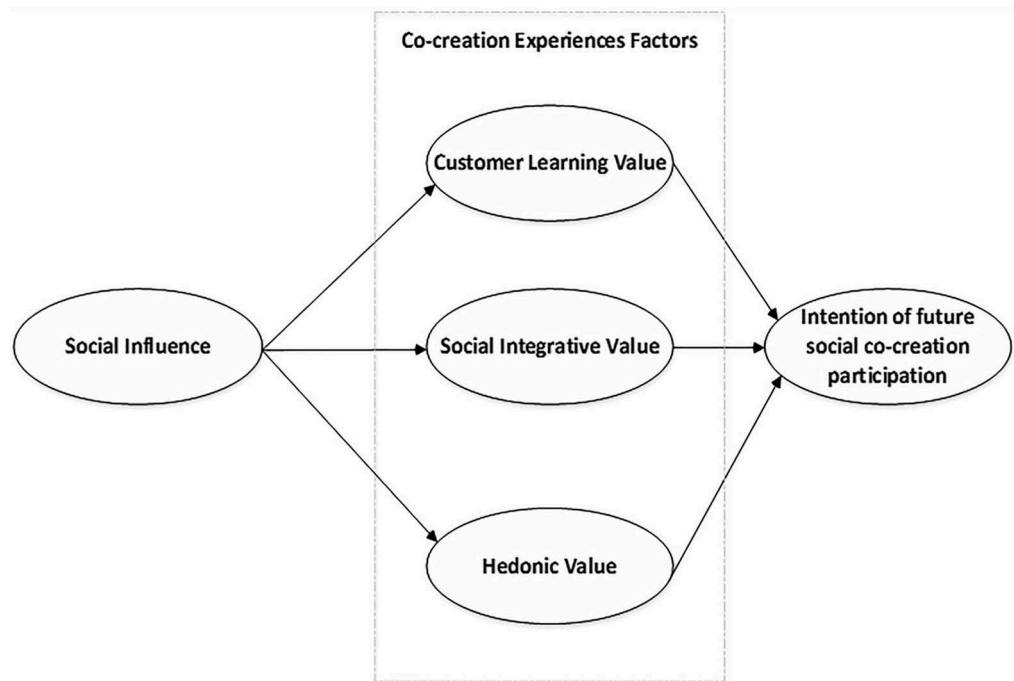 Co-creation Experiences Factors
Customer Learning Value
Social Influence
Social Integrative Value
Intention of future
social co-creation
participation
Hedonic Value